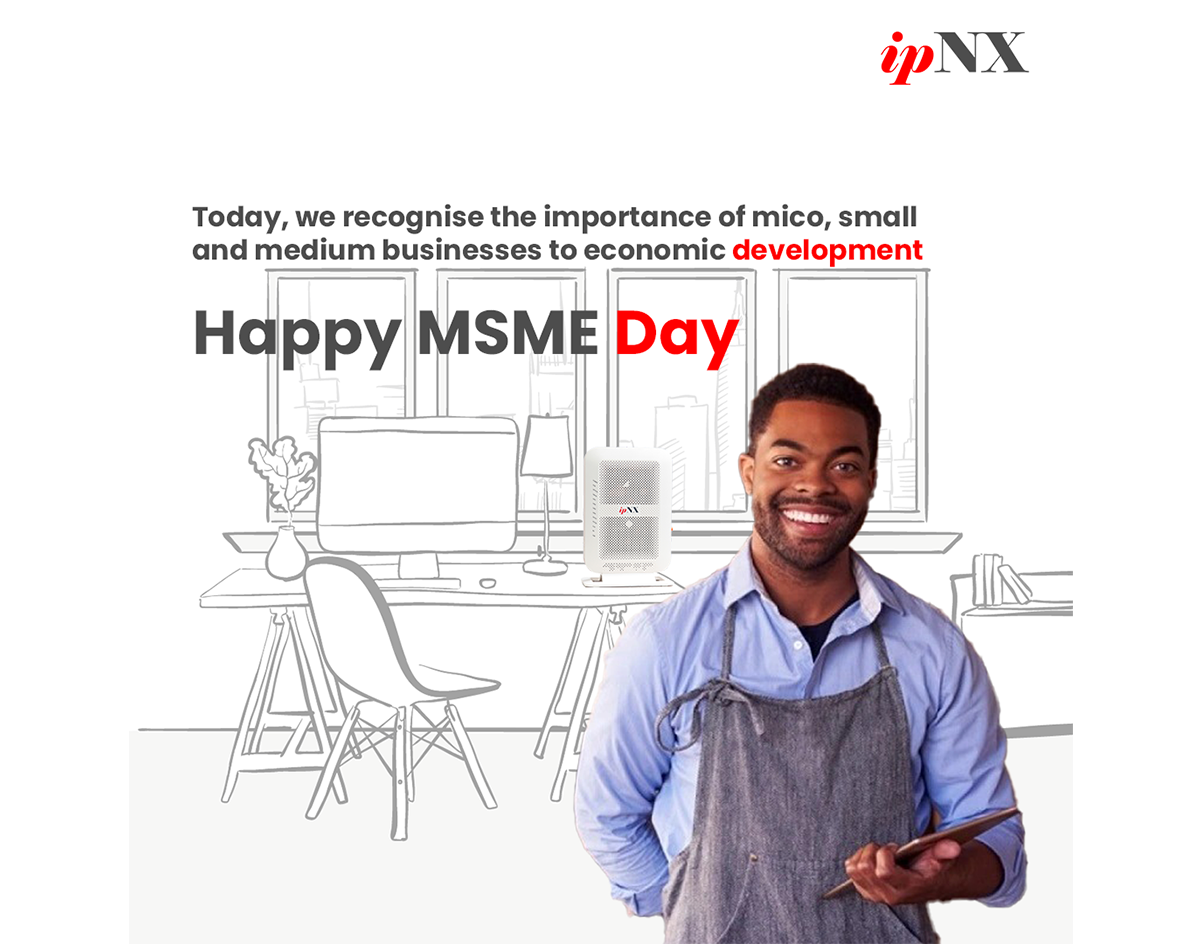 ipNX
Today, we recognise the importance of mico, small
and medium businesses to economic development
Happy MSME Day
ipNX